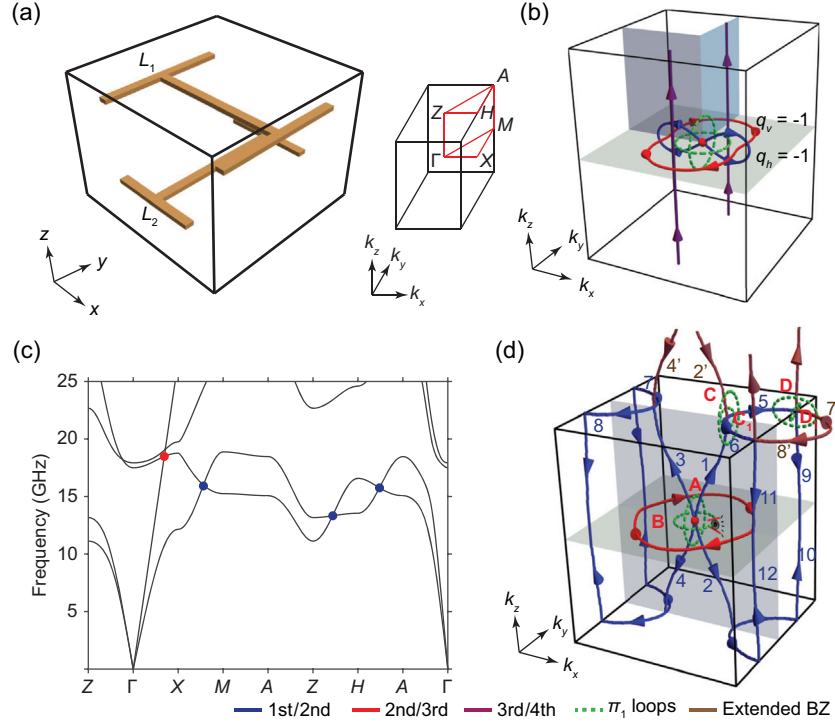 (a)
L1
L2
z
y
x
A
Z
H
M
Γ
X
kz
ky
kx
(b)
qv = -1
qh = -1
kz
ky
kx
(c)
Frequency (GHz)
25
20
15
10
5
Z Γ X M A Z H A Γ
(d)
4’ 2’
7 C 5 D 7’
8 C1 D
6 8’
3 1 9
A 11
B
10
4 2 12
kz
ky
kx
1st/2nd 2nd/3rd 3rd/4th π1 loops Extended BZ